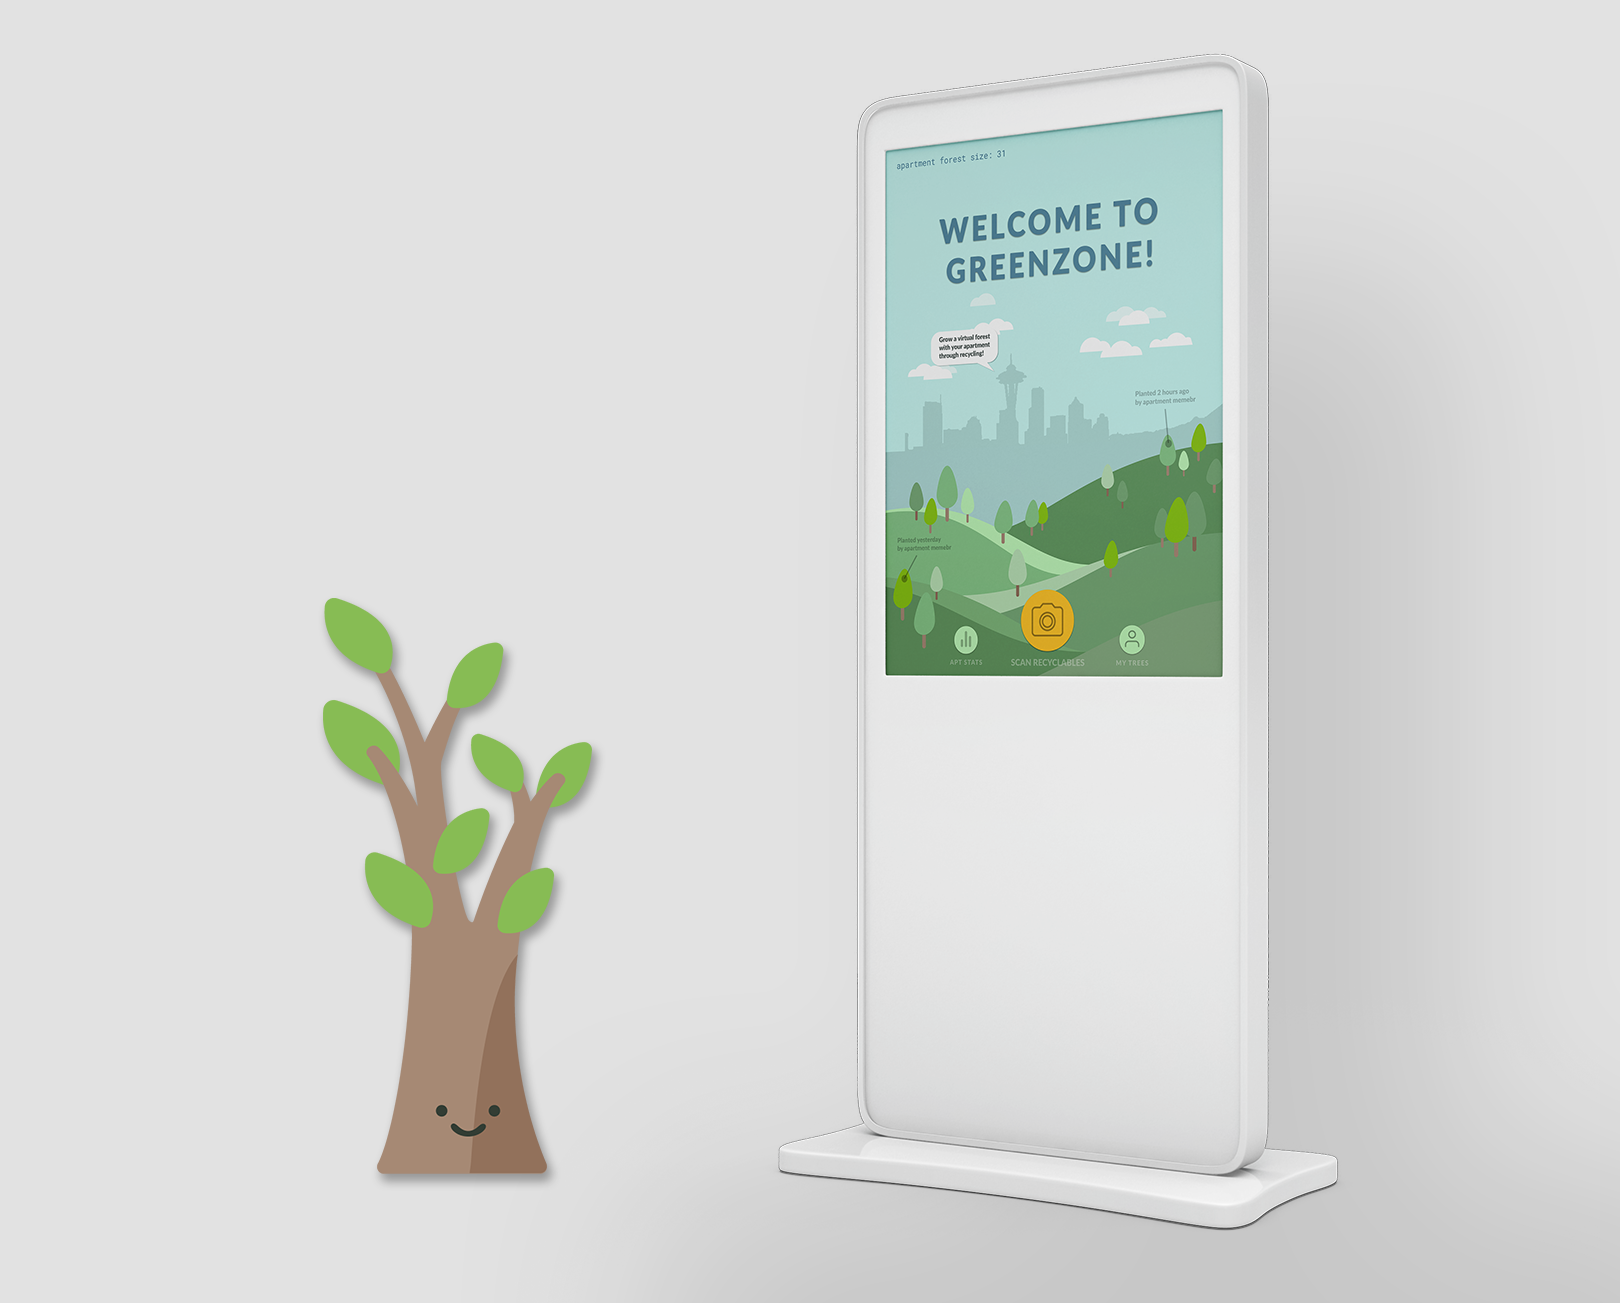 apartment forest size: 31
WELCOME TO
GREENZONE!
Grow a virtual forest
with your apartment
through recycling!
Planted 2 hours ago
by apartment memebr
Planted yesterday
by apartment memebr
APT STATS
SCAN RECYCLABLES
MY TREES